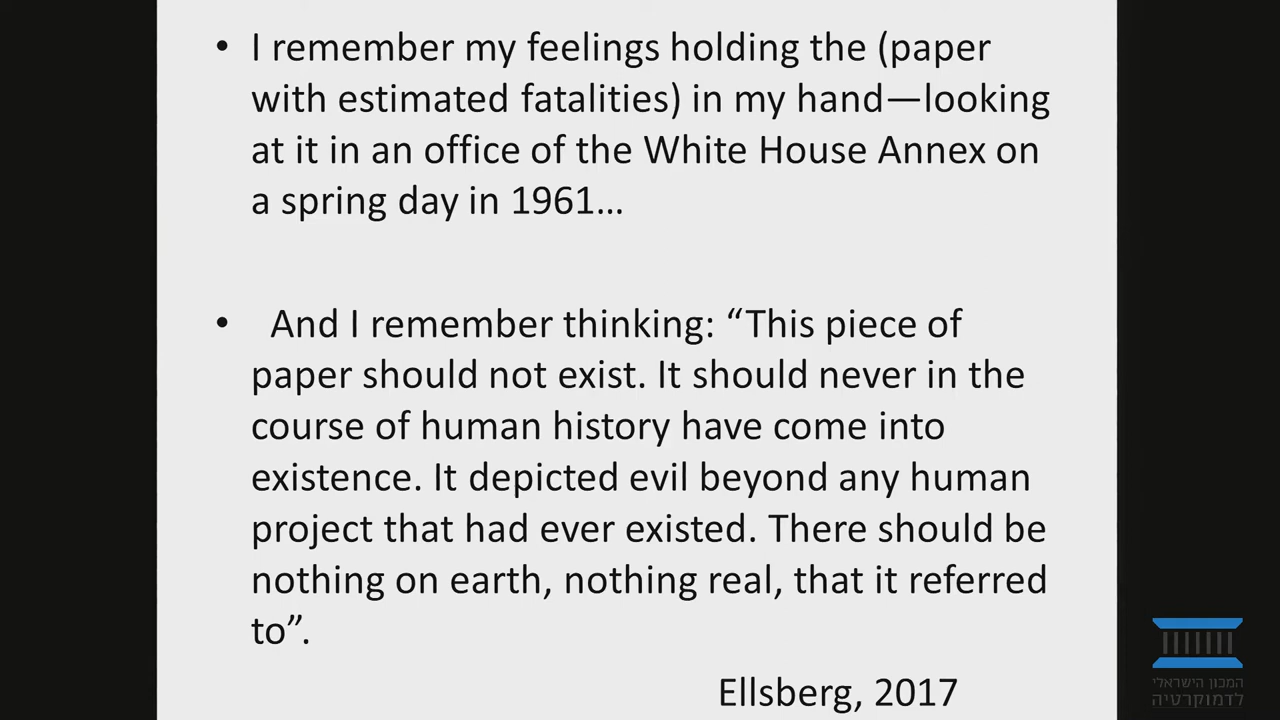 • I remember my feelings holding the (paper
with estimated fatalities) in my hand—looking
at it in an office of the White House Annex on
a spring day in 1961…
• And I remember thinking: “This piece of
paper should not exist. It should never in the
course of human history have come into
existence. It depicted evil beyond any human
project that had ever existed. There should be
nothing on earth, nothing real, that it referred
to”.
Ellsberg, 2017
המכון הישראלי
לדמוקרטיה